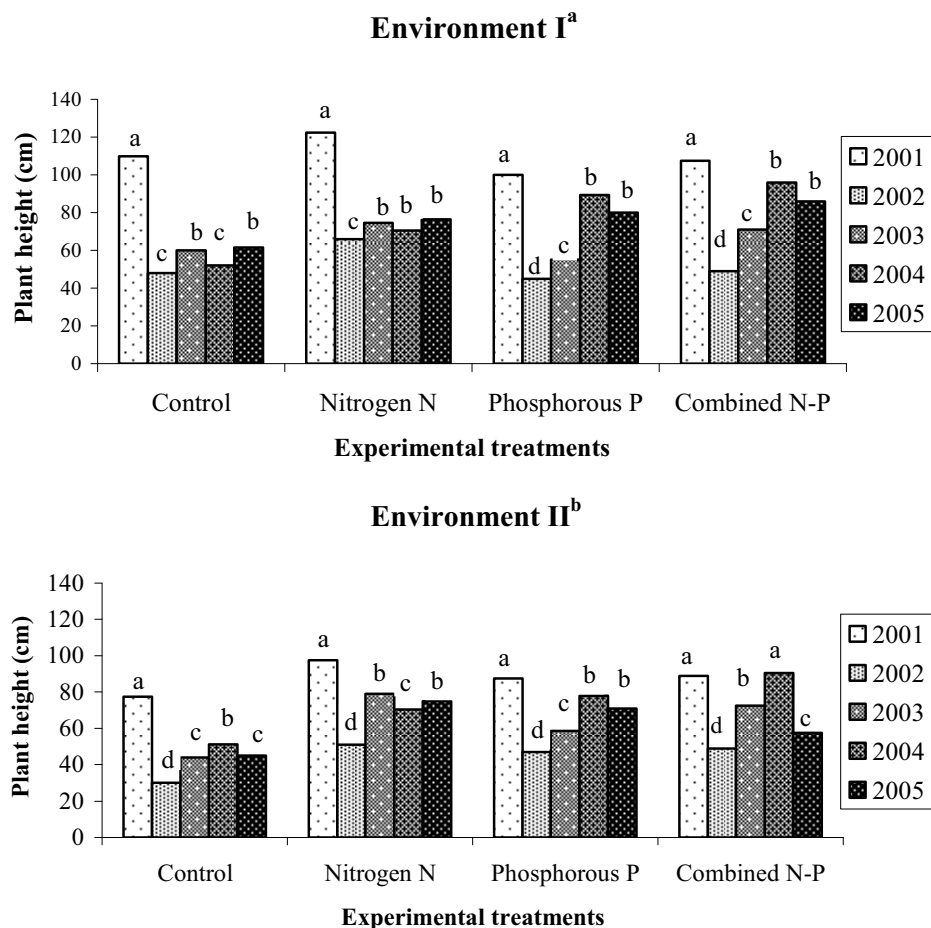 Environment Iᵃ
Plant height (cm)
140
120
100
80
60
40
20
0
a
c
b
c
b
a
c
b
b
b
a
d
c
b
b
a
d
c
b
b
Control
Nitrogen N
Phosphorous P
Combined N-P
Experimental treatments
2001
2002
2003
2004
2005
Environment IIᵇ
Plant height (cm)
140
120
100
80
60
40
20
0
a
d
c
b
c
a
d
b
c
b
a
d
c
b
b
a
d
b
a
c
Control
Nitrogen N
Phosphorous P
Combined N-P
Experimental treatments
2001
2002
2003
2004
2005